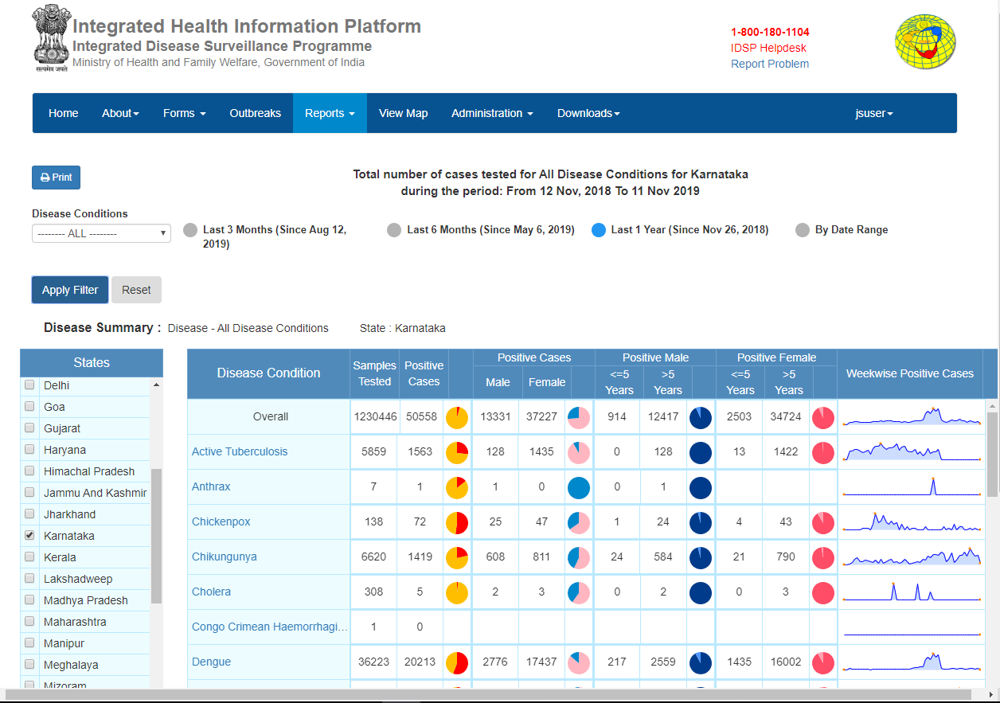 Integrated Health Information Platform
Integrated Disease Surveillance Programme
Ministry of Health and Family Welfare, Government of India
सत्यमेव जयते
1-800-180-1104
IDSP Helpdesk
Report Problem
Home About Forms Outbreaks Reports View Map Administration Downloads jsuser
Print
Total number of cases tested for All Disease Conditions for Karnataka
during the period: From 12 Nov, 2018 To 11 Nov 2019
Disease Conditions
-------- ALL --------
Last 3 Months (Since Aug 12,
2019)
Last 6 Months (Since May 6, 2019)
Last 1 Year (Since Nov 26, 2018)
By Date Range
Apply Filter Reset
Disease Summary : Disease - All Disease Conditions State : Karnataka
States
Delhi
Goa
Gujarat
Haryana
Himachal Pradesh
Jammu And Kashmir
Jharkhand
Karnataka
Kerala
Lakshadweep
Madhya Pradesh
Maharashtra
Manipur
Meghalaya
Mizoram
Disease Condition
Samples
Tested
Positive
Cases
Positive Cases
Male Female
Positive Male
<=5
Years
>5
Years
Positive Female
<=5
Years
>5
Years
Weekwise Positive Cases
Overall 1230446 50558 13331 37227 914 12417 2503 34724
Active Tuberculosis 5859 1563 128 1435 0 128 13 1422
Anthrax 7 1 1 0 0 1
Chickenpox 138 72 25 47 1 24 4 43
Chikungunya 6620 1419 608 811 24 584 21 790
Cholera 308 5 2 3 0 2 0 3
Congo Crimean Haemorrhagi... 1 0
Dengue 36223 20213 2776 17437 217 2559 1435 16002